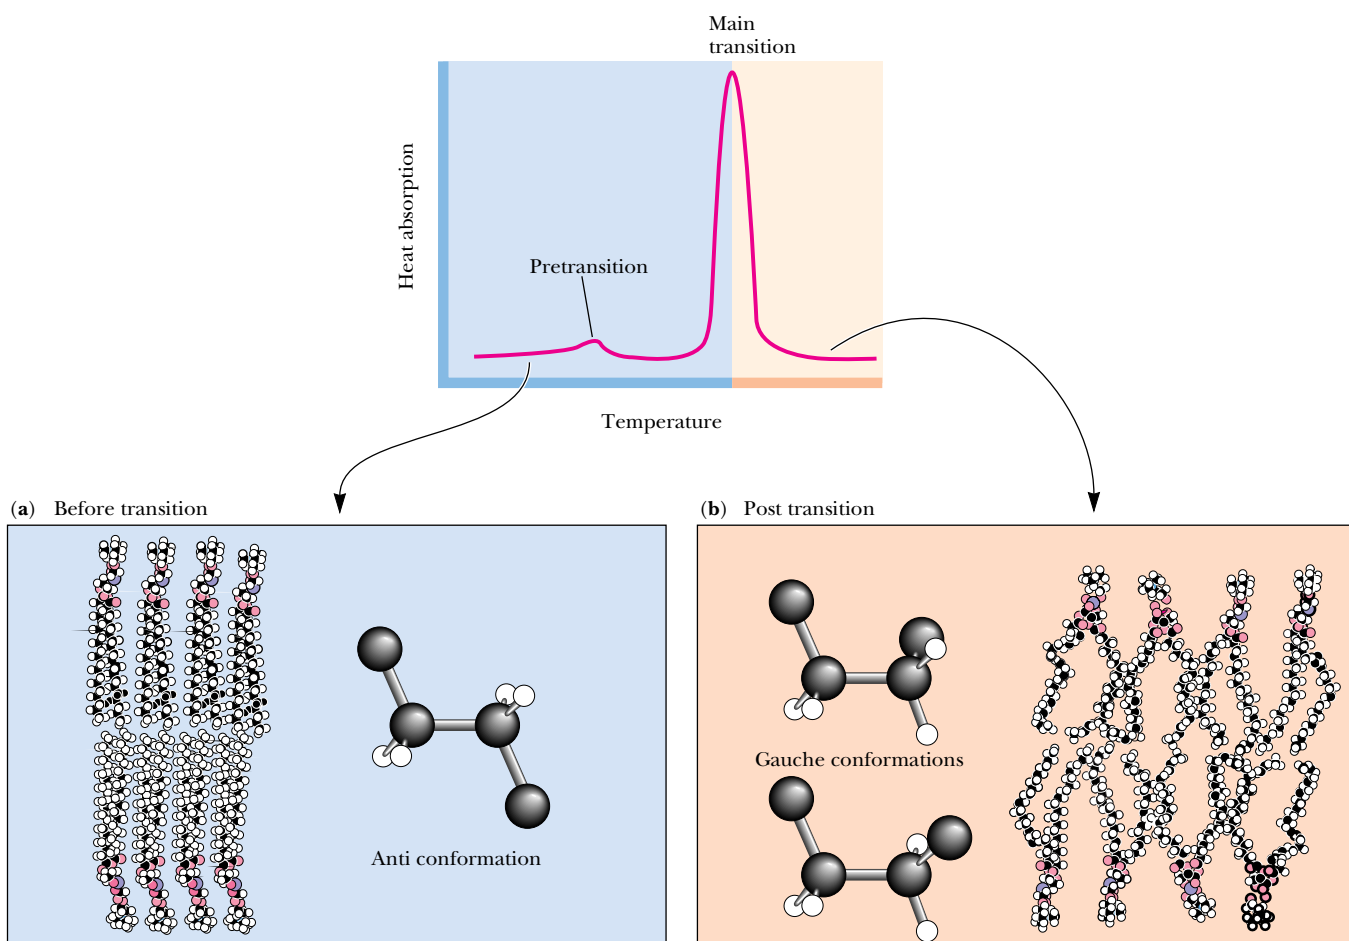 Main
transition
Heat absorption
Pretransition
Temperature
(a) Before transition
(b) Post transition
Gauche conformations
Anti conformation